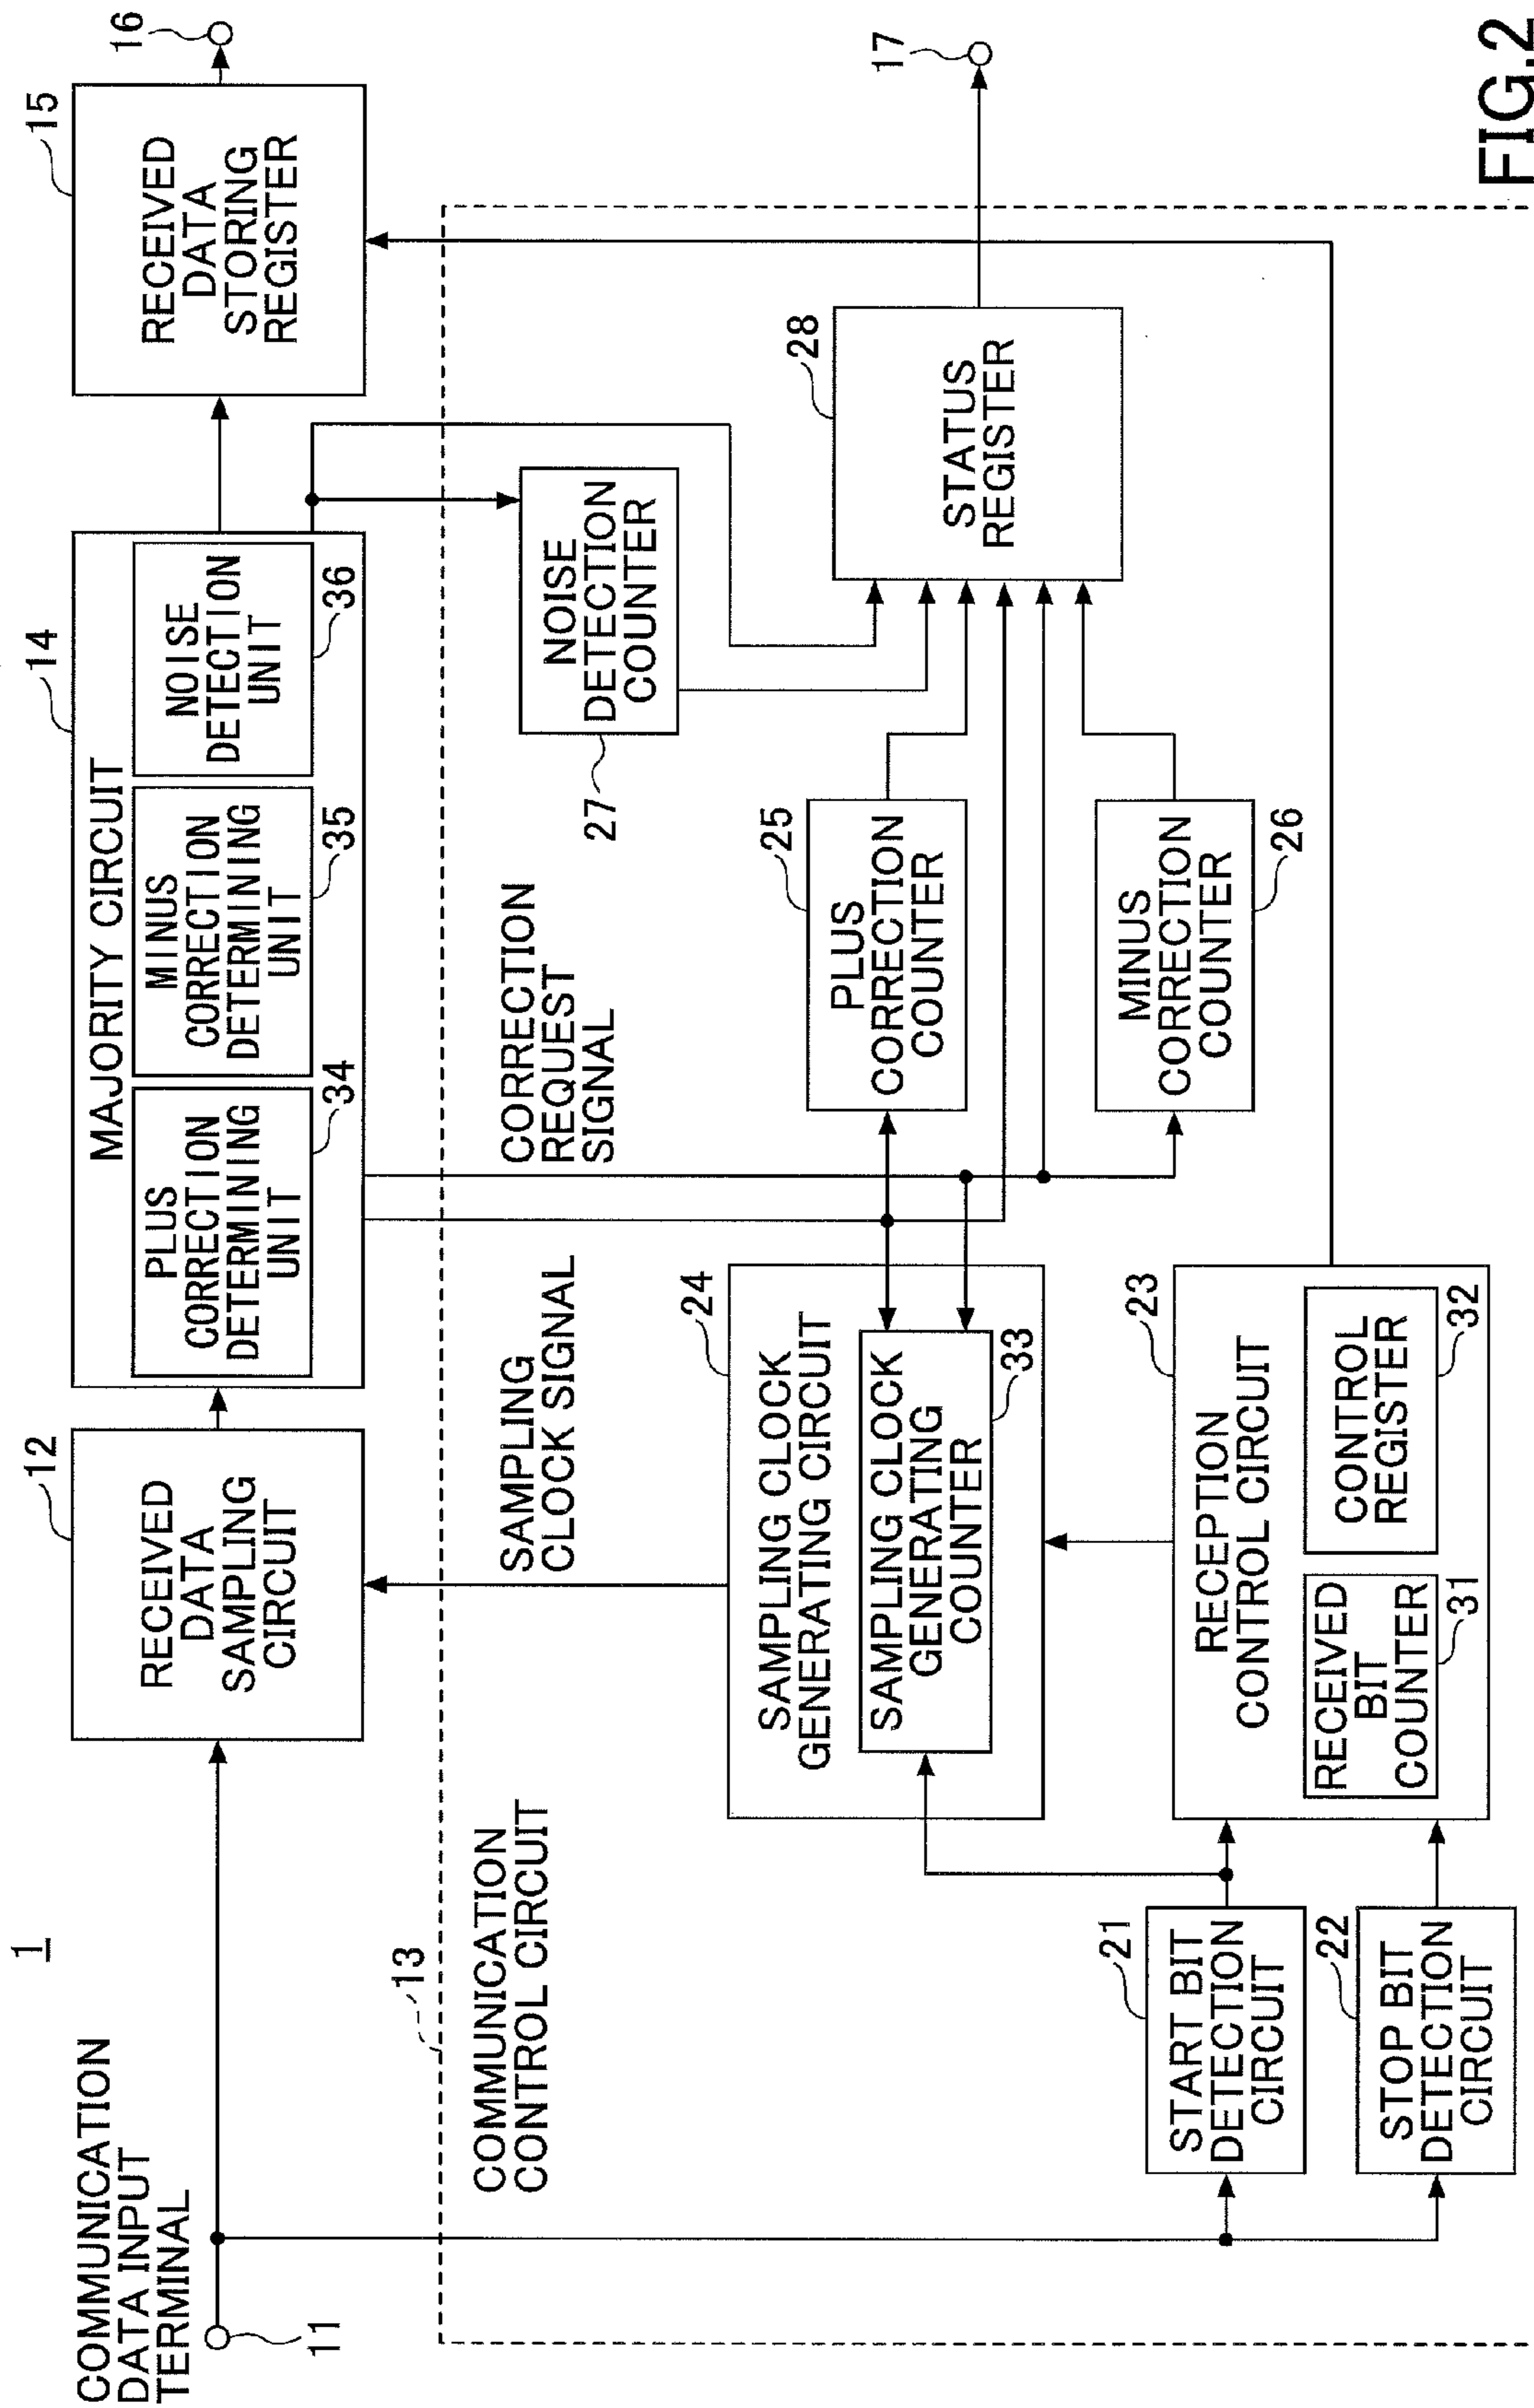 1
COMMUNICATION
DATA INPUT
TERMINAL
11
12
RECEIVED
DATA
SAMPLING
CIRCUIT
14
MAJORITY CIRCUIT
PLUS
CORRECTION
DETERMINING
UNIT
34
MINUS
CORRECTION
DETERMINING
UNIT
35
NOISE
DETECTION
UNIT
36
15
RECEIVED
DATA
STORING
REGISTER
16
13
COMMUNICATION
CONTROL CIRCUIT
SAMPLING
CLOCK SIGNAL
CORRECTION
REQUEST
SIGNAL
NOISE
DETECTION
COUNTER
27
24
SAMPLING CLOCK
GENERATING CIRCUIT
SAMPLING CLOCK
GENERATING
COUNTER
33
25
PLUS
CORRECTION
COUNTER
MINUS
CORRECTION
COUNTER
26
28
STATUS
REGISTER
17
21
START BIT
DETECTION
CIRCUIT
22
STOP BIT
DETECTION
CIRCUIT
23
RECEPTION
CONTROL CIRCUIT
RECEIVED
BIT
COUNTER
31
CONTROL
REGISTER
32
FIG.2